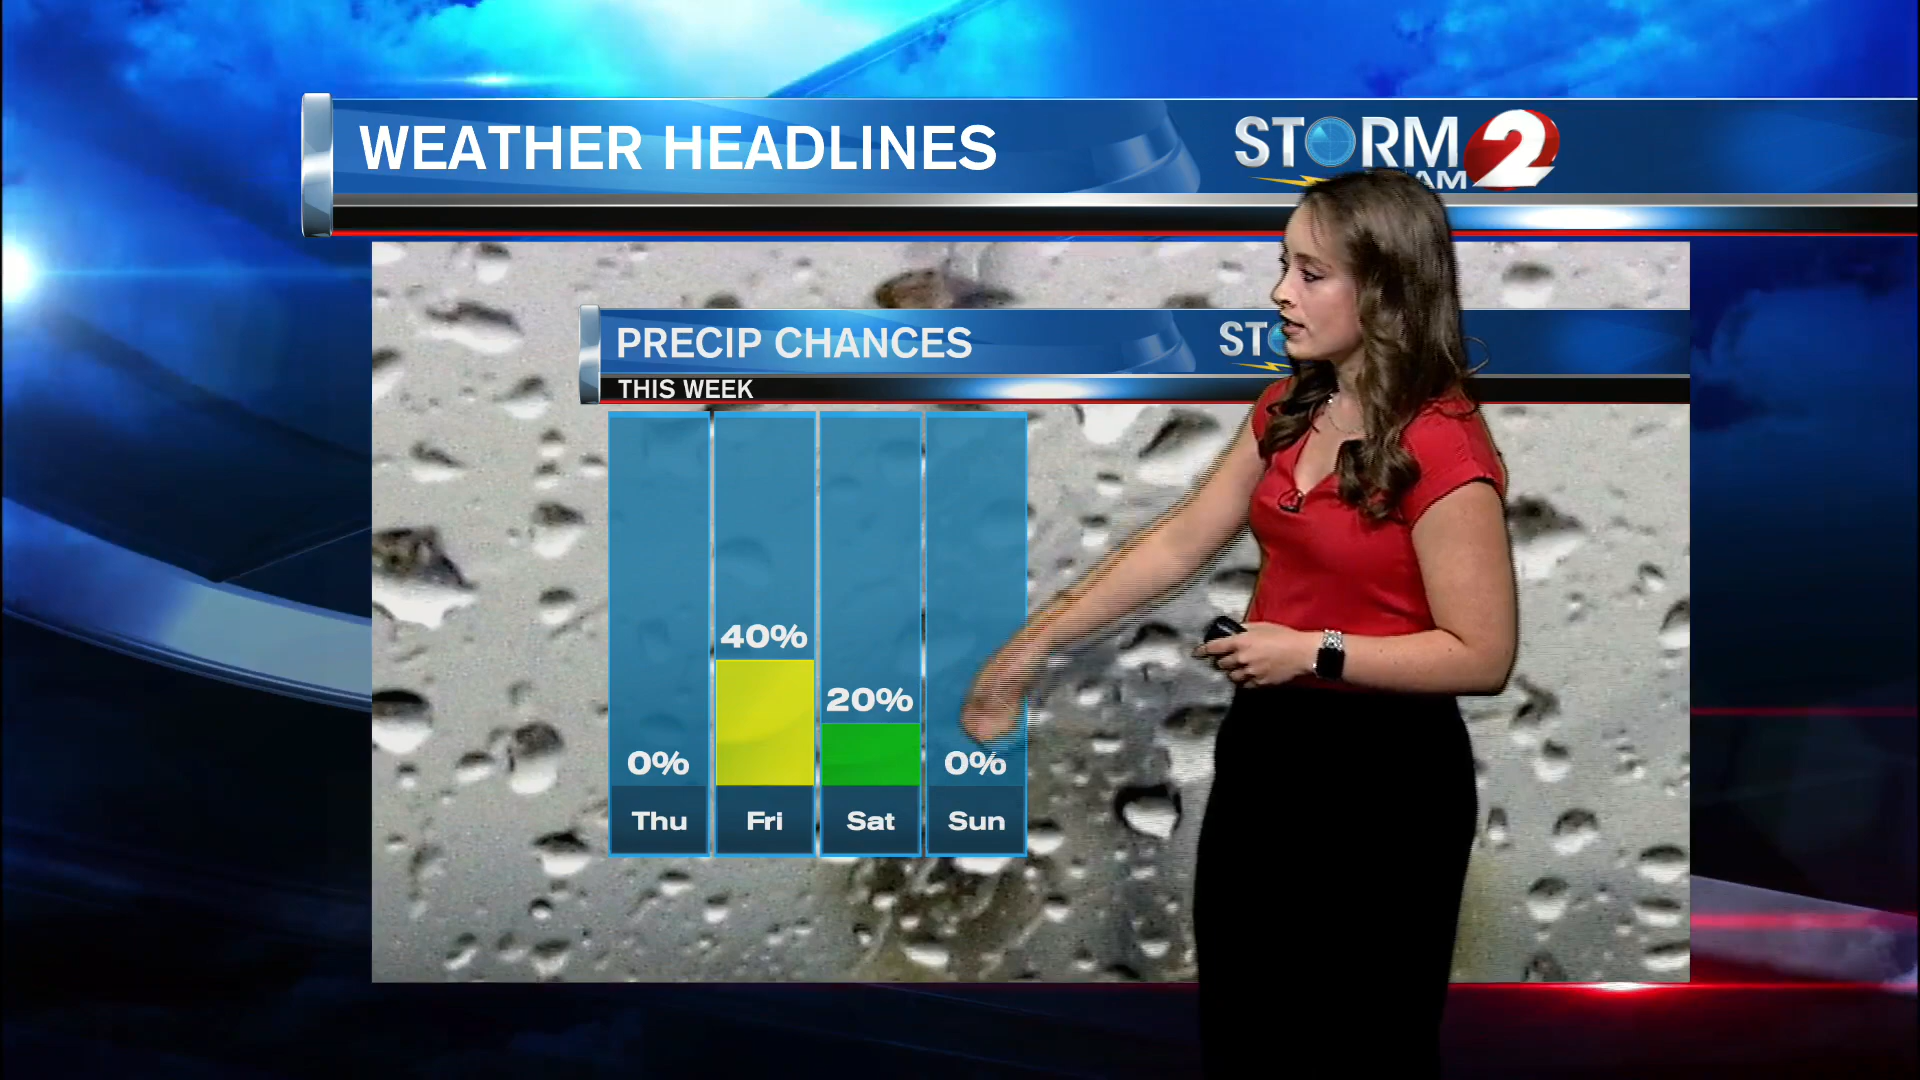 WEATHER HEADLINES
STORM 2
PRECIP CHANCES
THIS WEEK
40%
20%
0%
0%
Thu
Fri
Sat
Sun